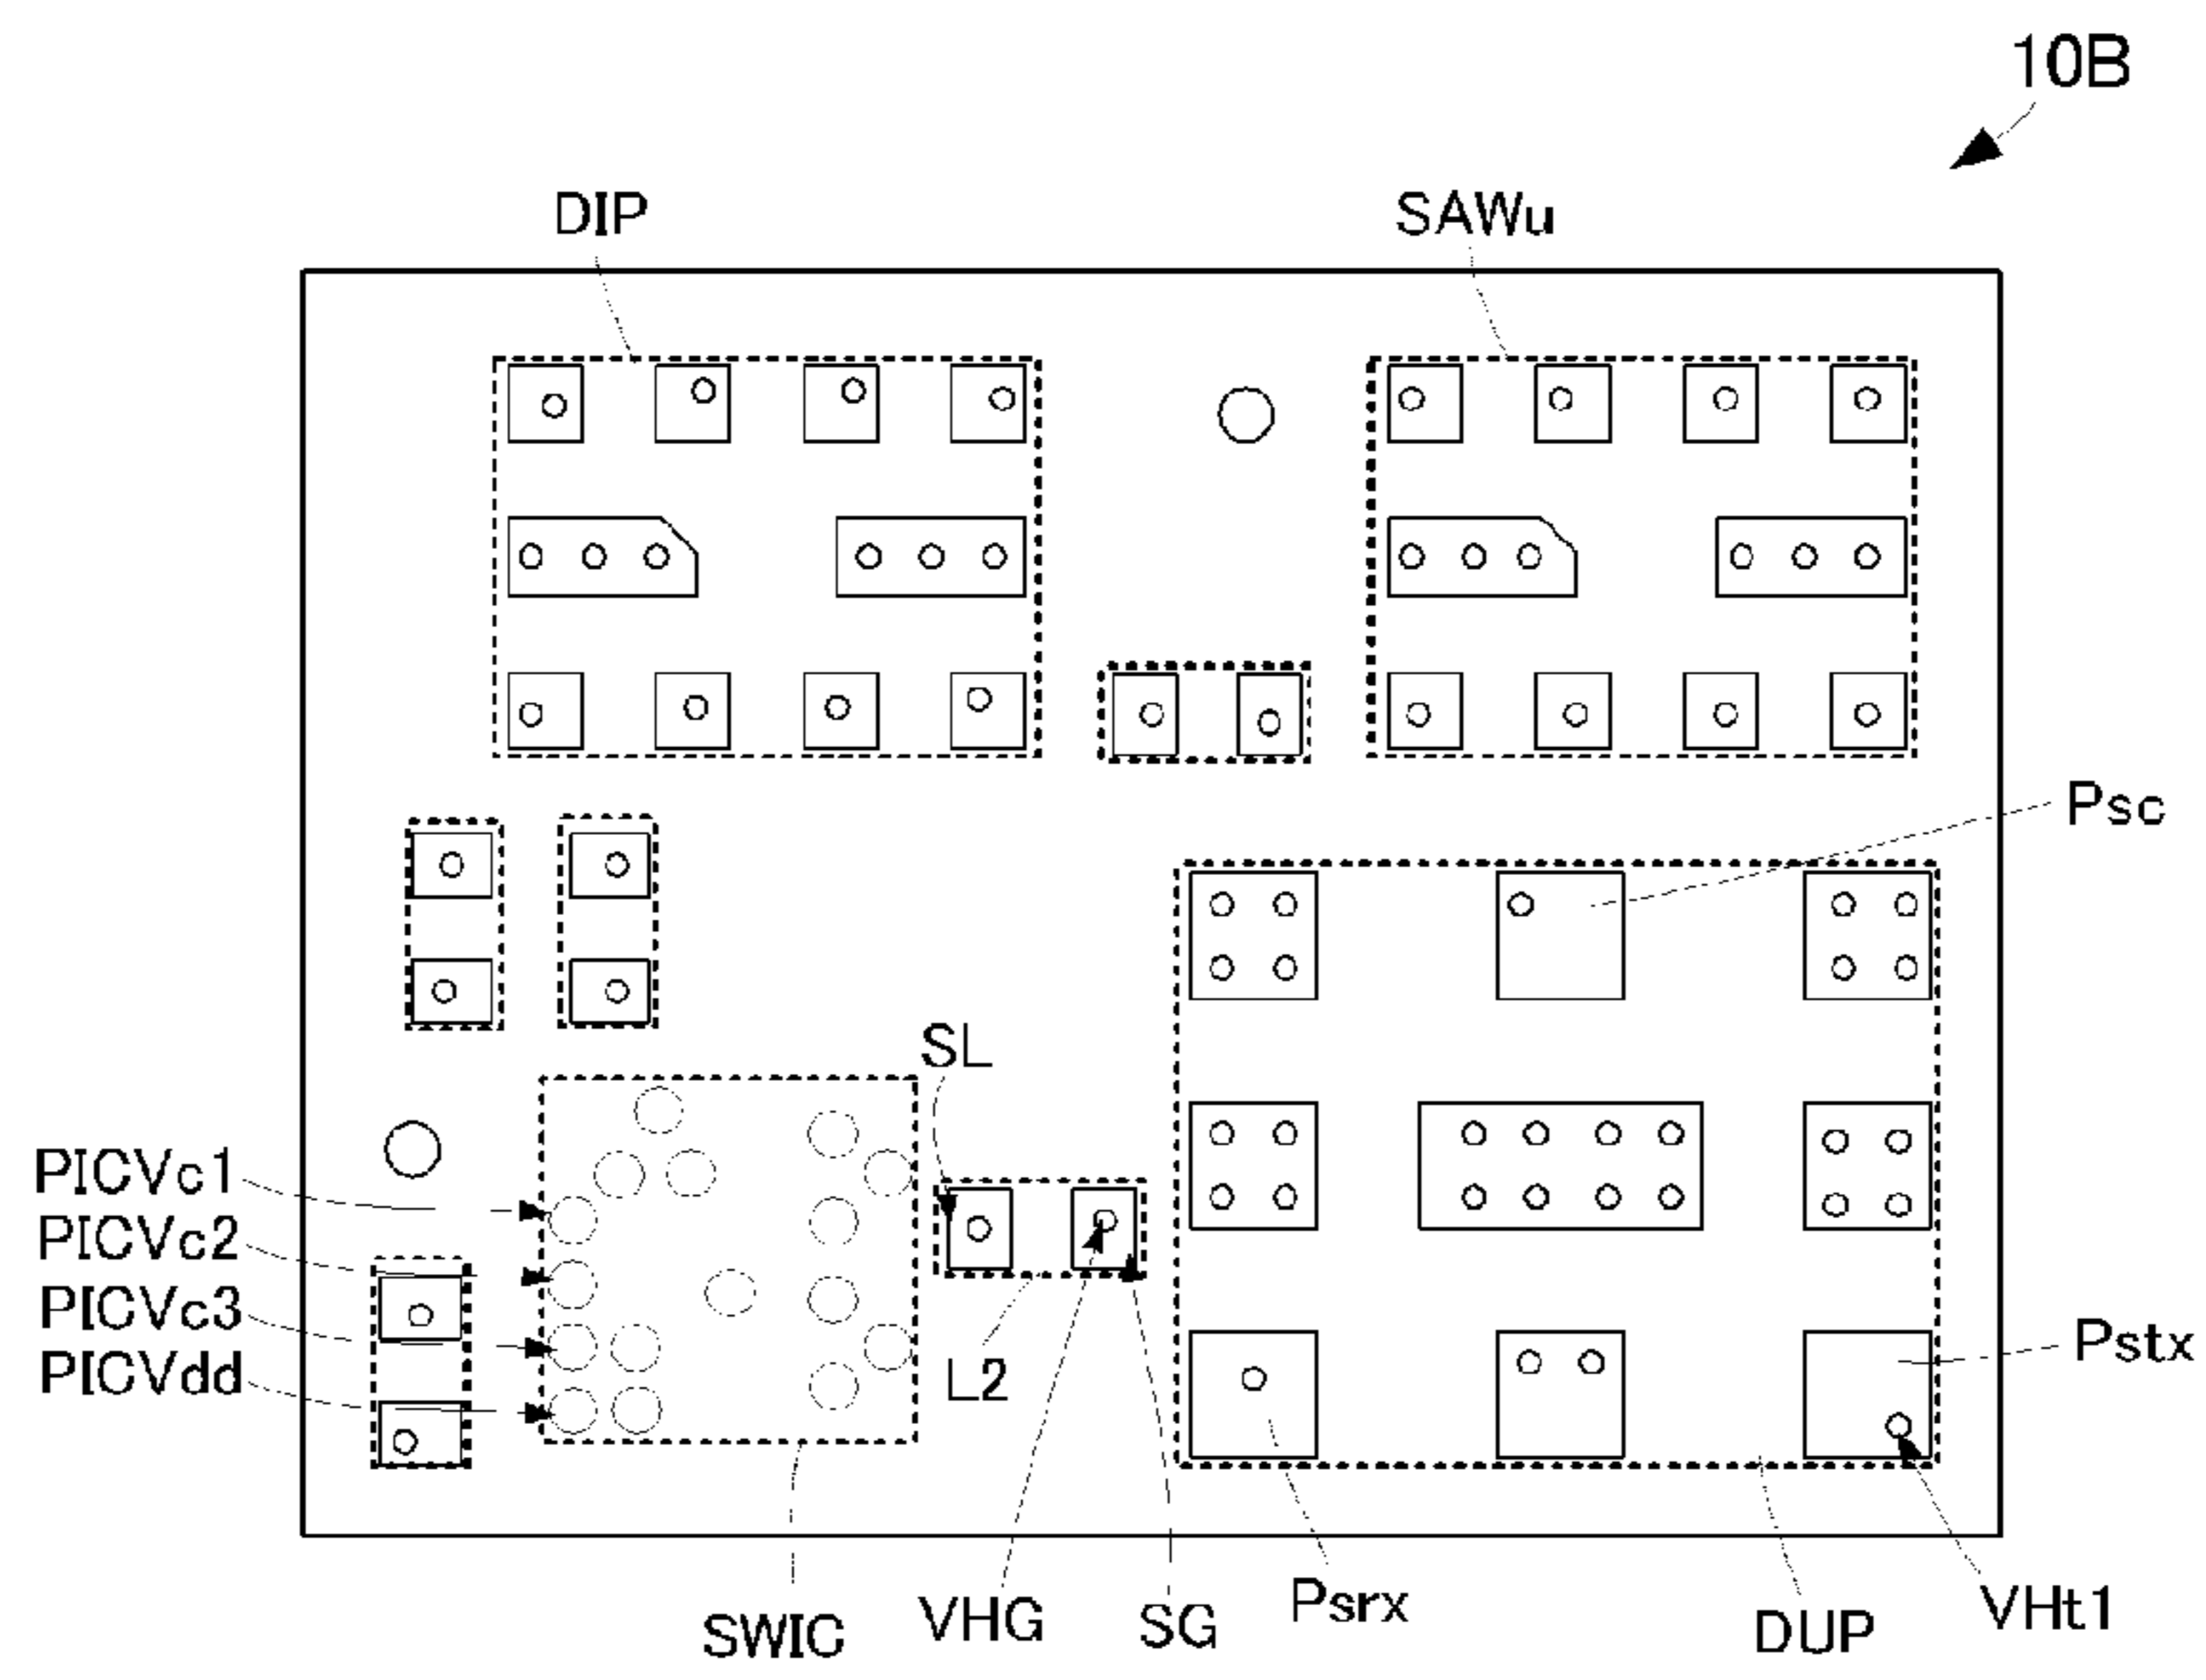 10B
DIP
SAWu
Psc
SL
PICVc1
PICVc2
PICVc3
PICVdd
L2
Pstx
SWIC
VHG
SG
Psrx
DUP
VHt1